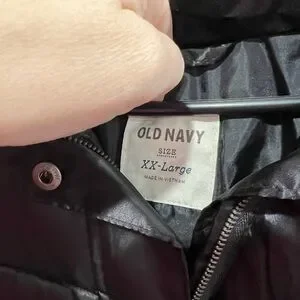 OLD NAVY
SIZE
XX-Large
MADE IN VIETNAM